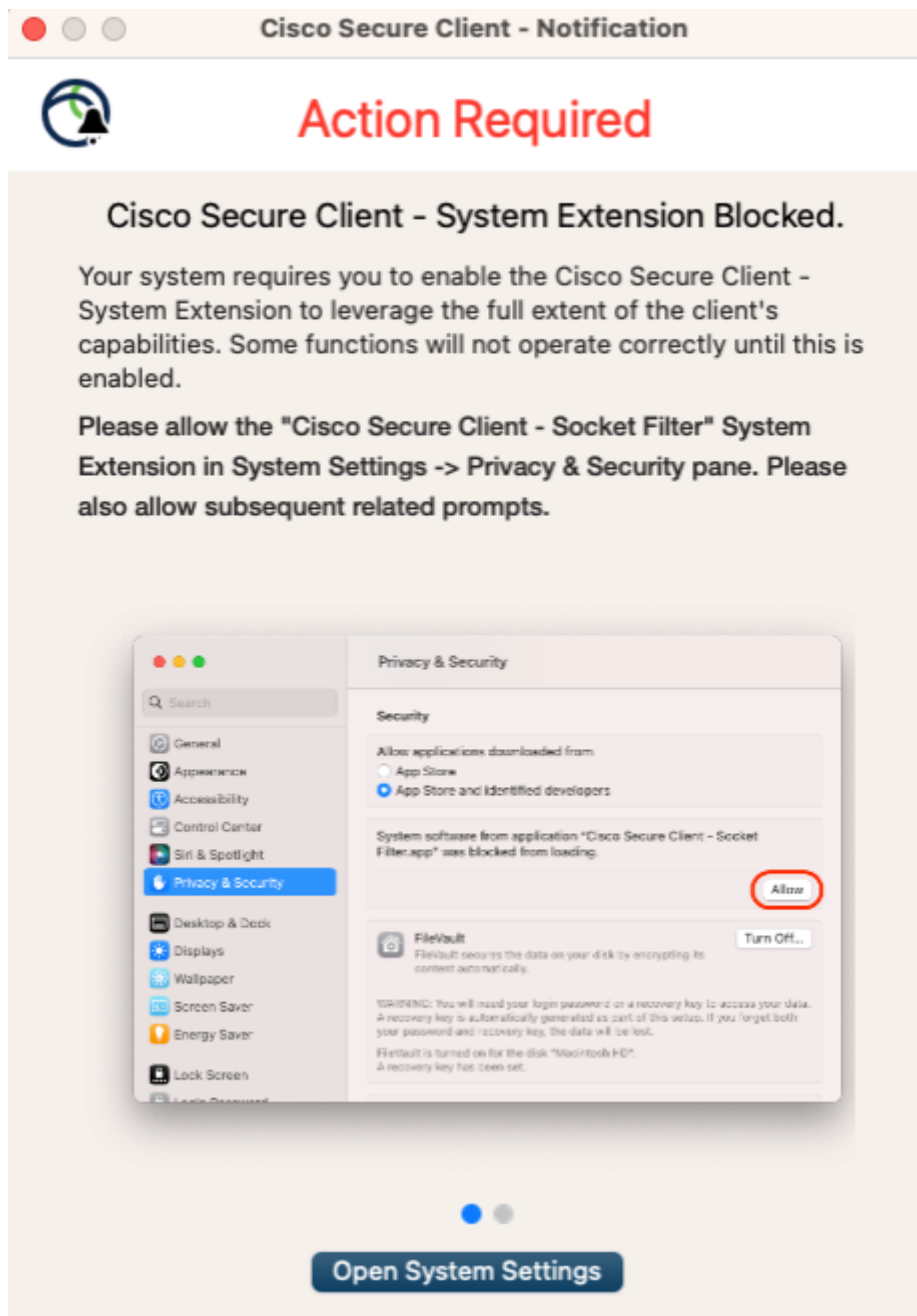 Cisco Secure Client - Notification
Action Required
Cisco Secure Client - System Extension Blocked.
Your system requires you to enable the Cisco Secure Client -
System Extension to leverage the full extent of the client's
capabilities. Some functions will not operate correctly until this is
enabled.
Please allow the "Cisco Secure Client - Socket Filter" System
Extension in System Settings -> Privacy & Security pane. Please
also allow subsequent related prompts.
Privacy & Security
Search
General
Appearance
Accessibility
Control Center
Siri & Spotlight
Privacy & Security
Desktop & Dock
Displays
Wallpaper
Screen Saver
Energy Saver
Lock Screen
Login Password
Security
Allow applications downloaded from
App Store
App Store and identified developers
System software from application "Cisco Secure Client - Socket
Filter.app" was blocked from loading.
Allow
FileVault
Turn Off...
FileVault secures the data on your disk by encrypting its
content automatically.
WARNING: You will need your login password or a recovery key to access your data.
A recovery key is automatically generated as part of this setup. If you forget both
your password and recovery key, the data will be lost.
FileVault is turned on for the disk "Macintosh HD".
A recovery key has been set.
Open System Settings